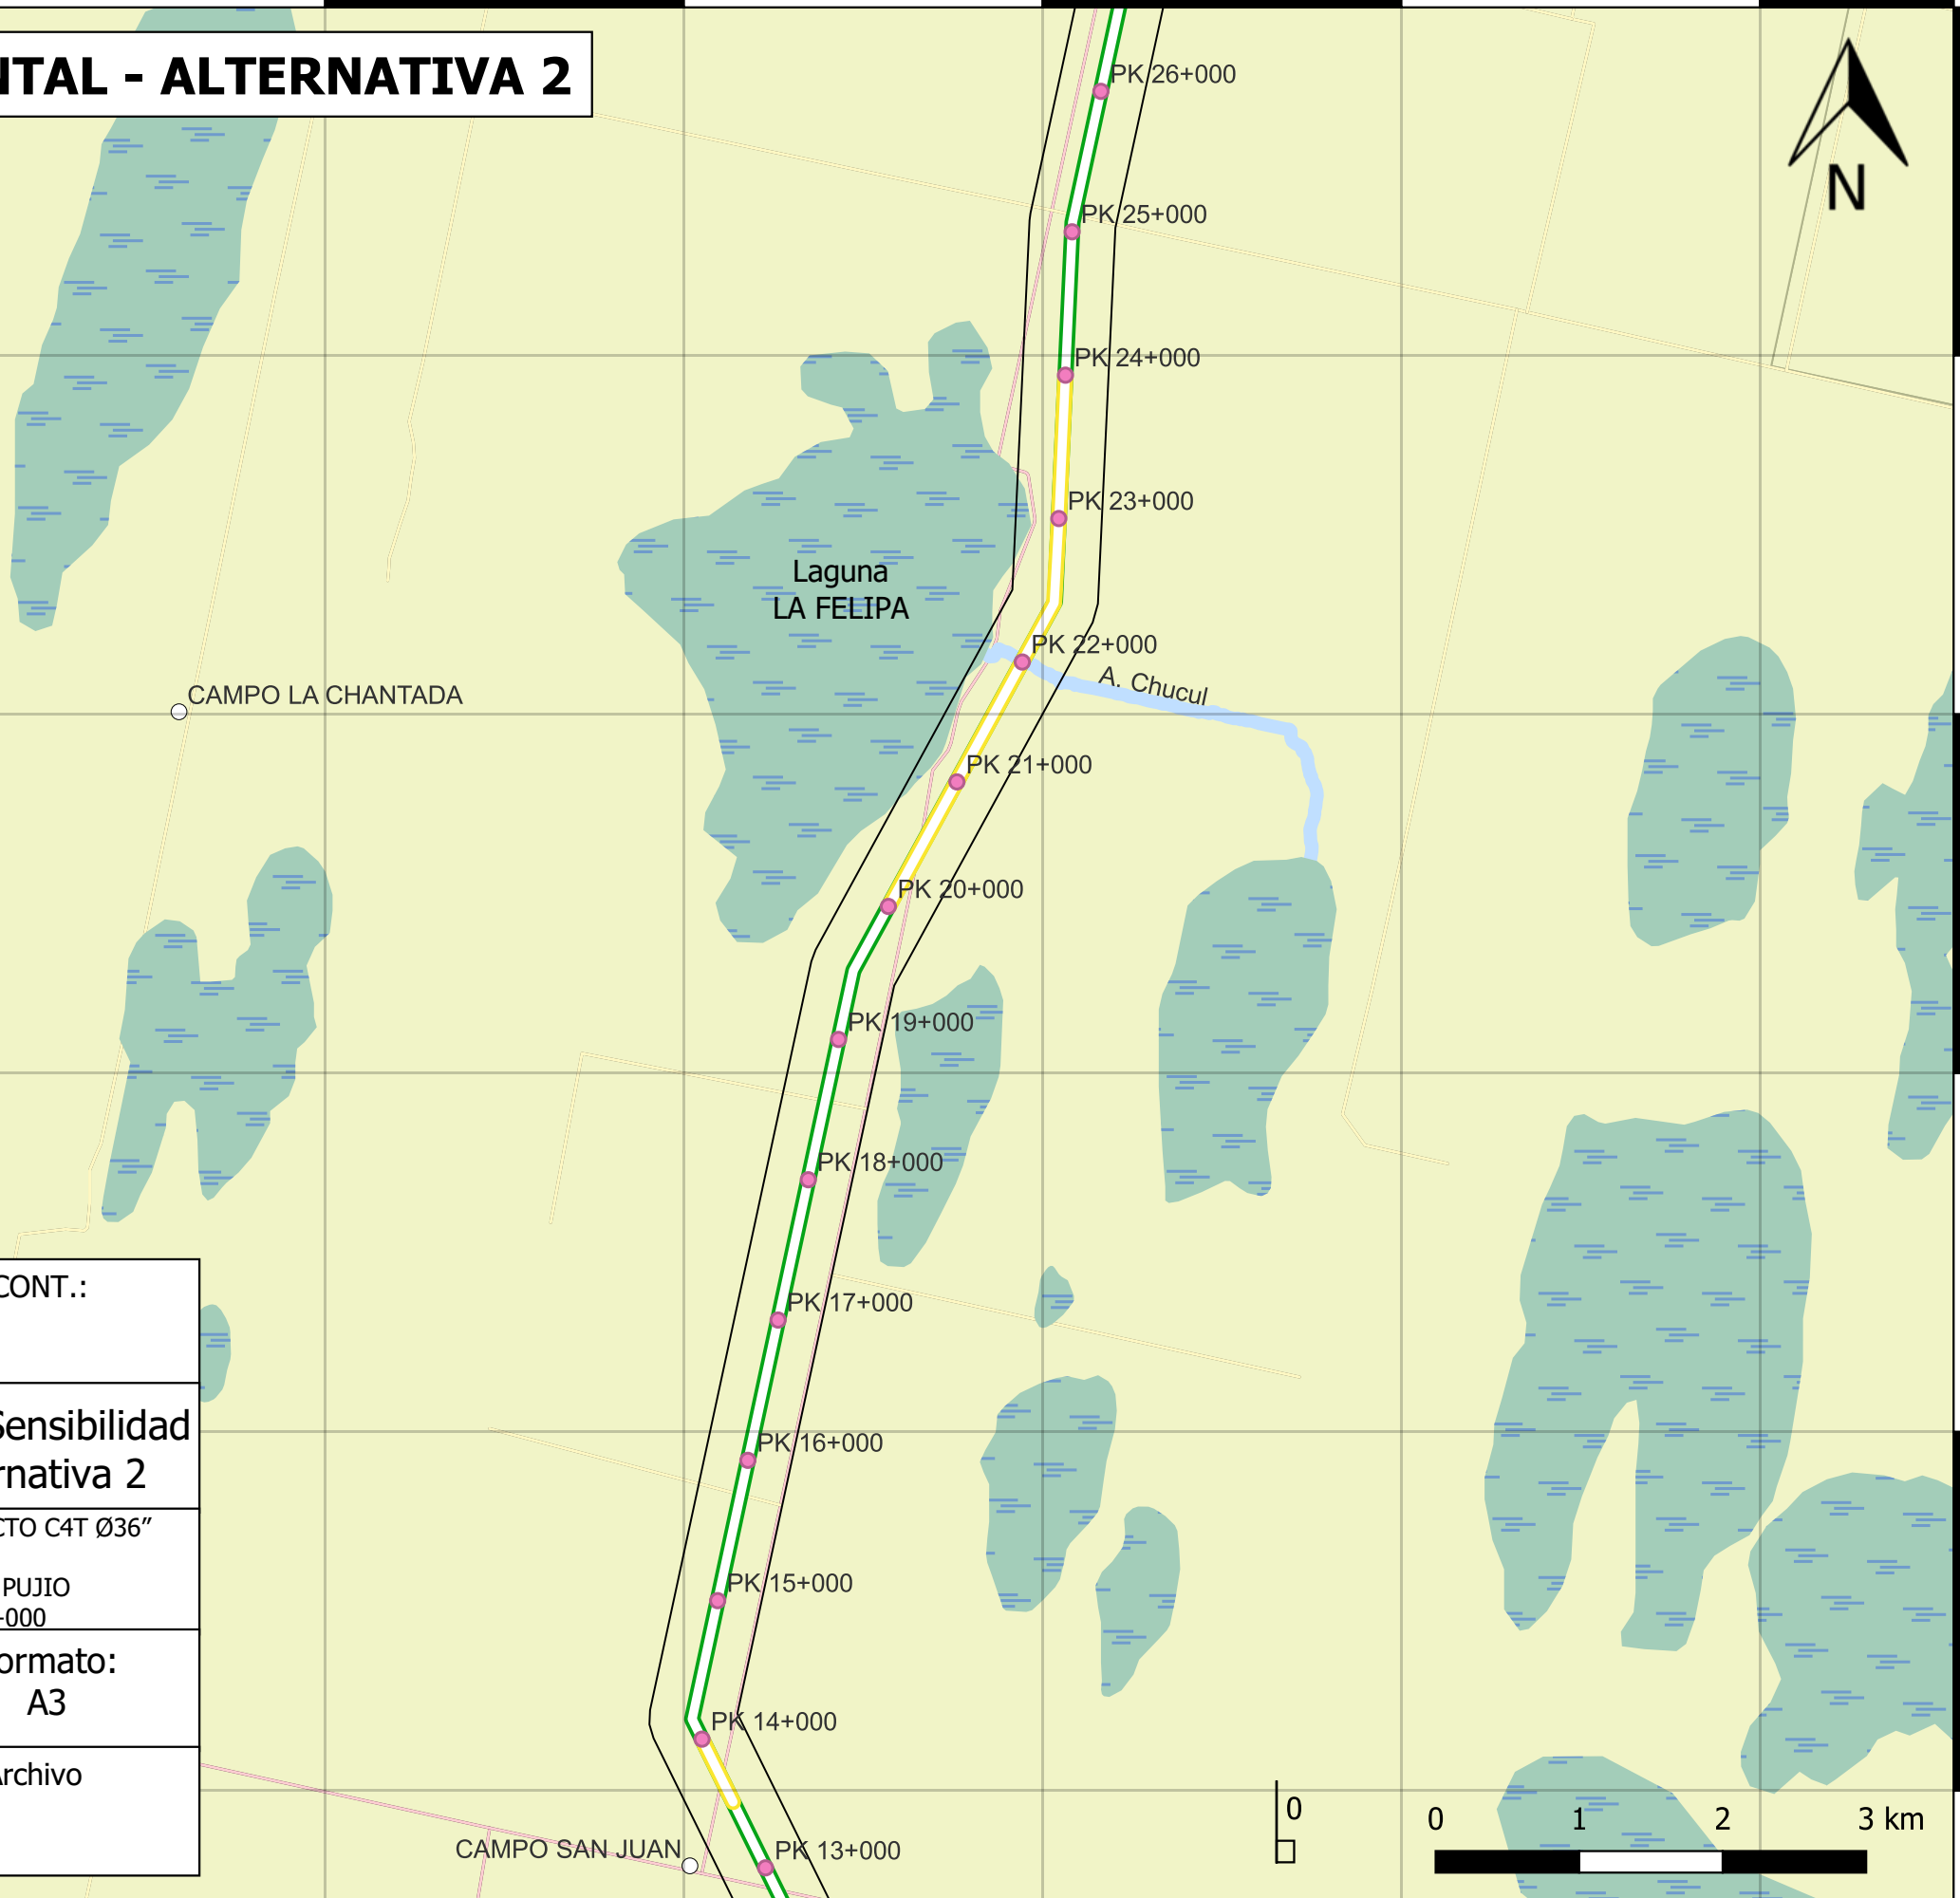 NTAL - ALTERNATIVA 2
N
PK 26+000
PK 25+000
PK 24+000
PK 23+000
Laguna
LA FELIPA
PK 22+000
A. Chucul
CAMPO LA CHANTADA
PK 21+000
PK 20+000
PK 19+000
PK 18+000
PK 17+000
CONT.:
Sensibilidad
rnativa 2
PK 16+000
CTO C4T Ø36”
PUJIO
-000
PK 15+000
ormato:
A3
PK 14+000
Archivo
CAMPO SAN JUAN
PK 13+000
0
0 1 2 3 km